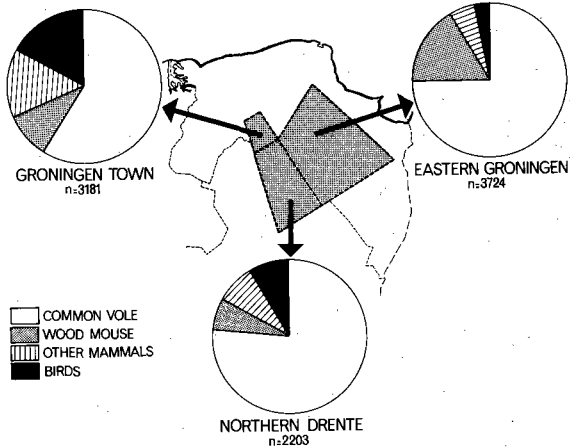 GRONINGEN TOWN
n=3181
EASTERN GRONINGEN
n=3724
COMMON VOLE
WOOD MOUSE
OTHER MAMMALS
BIRDS
NORTHERN DRENTE
n=2203